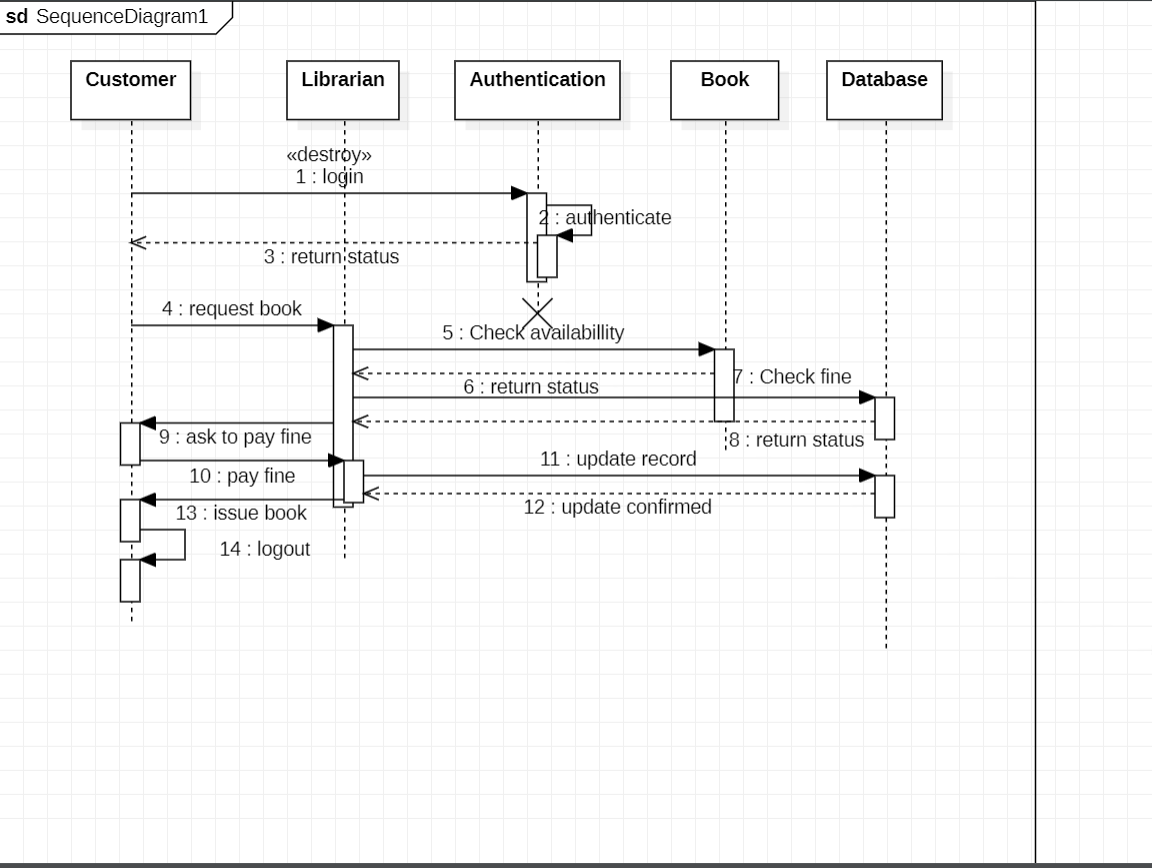 sd SequenceDiagram1
Customer
Librarian
Authentication
Book
Database
«destroy»
1 : login
2 : authenticate
3 : return status
4 : request book
5 : Check availabillity
6 : return status
7 : Check fine
8 : return status
9 : ask to pay fine
10 : pay fine
11 : update record
12 : update confirmed
13 : issue book
14 : logout